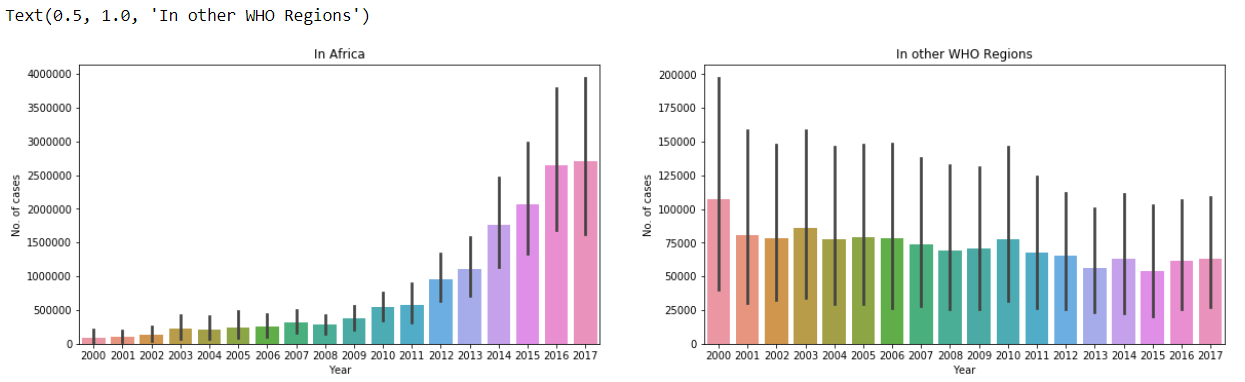 Text(0.5, 1.0, 'In other WHO Regions')
In Africa
No. of cases
4000000
3500000
3000000
2500000
2000000
1500000
1000000
500000
0
2000 2001 2002 2003 2004 2005 2006 2007 2008 2009 2010 2011 2012 2013 2014 2015 2016 2017
Year
In other WHO Regions
No. of cases
200000
175000
150000
125000
100000
75000
50000
25000
0
2000 2001 2002 2003 2004 2005 2006 2007 2008 2009 2010 2011 2012 2013 2014 2015 2016 2017
Year